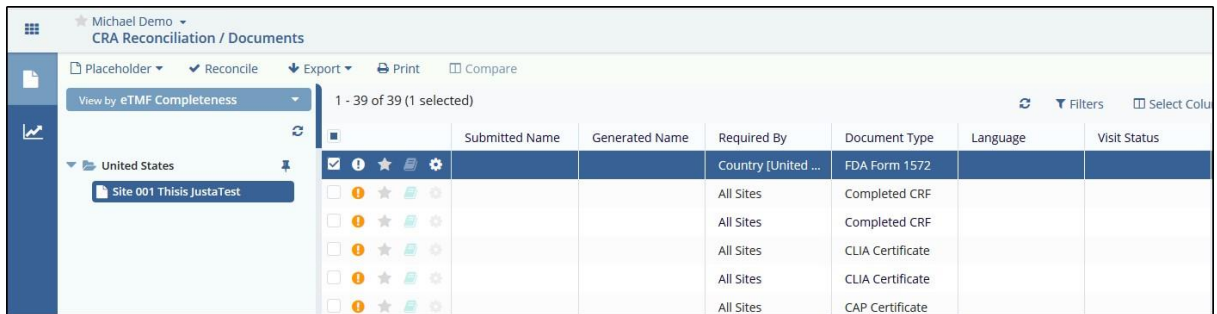 Michael Demo
CRA Reconciliation / Documents
Placeholder Reconcile Export Print Compare
View by eTMF Completeness
1 - 39 of 39 (1 selected) Filters Select Colu
Submitted Name Generated Name Required By Document Type Language Visit Status
United States
Country [United ... FDA Form 1572
Site 001 Thisis JustaTest
All Sites Completed CRF
All Sites Completed CRF
All Sites CLIA Certificate
All Sites CLIA Certificate
All Sites CAP Certificate